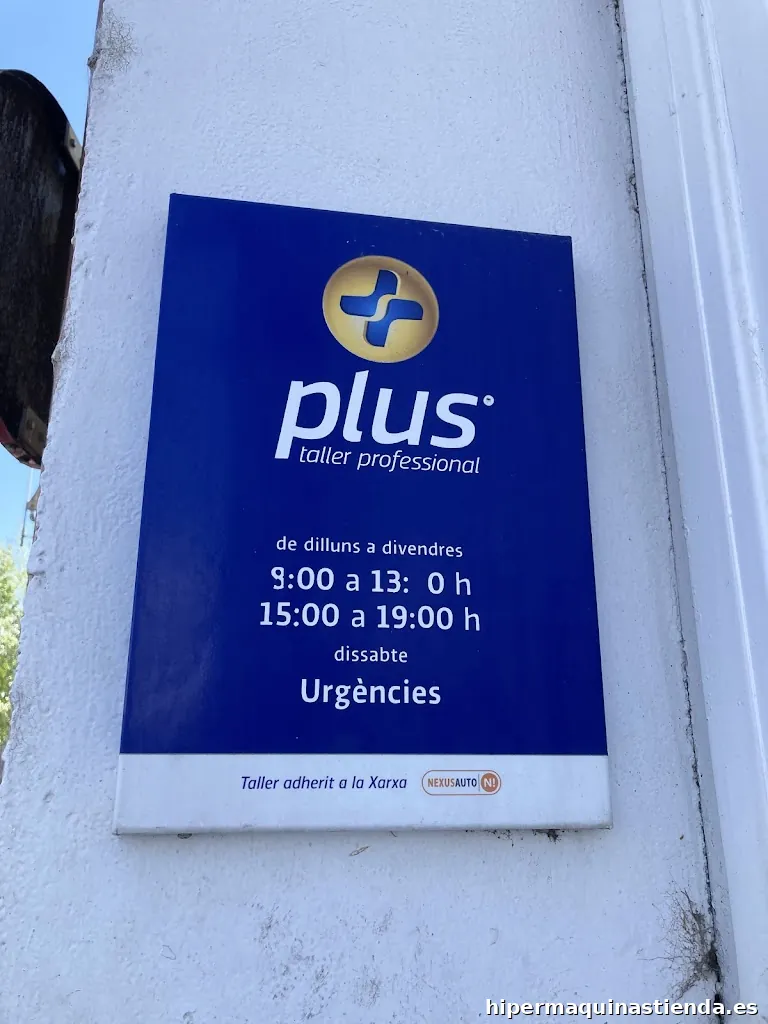 plus
taller professional
de dilluns a divendres
8:00 a 13: 0 h
15:00 a 19:00 h
dissabte
Urgències
Taller adherit a la Xarxa NEXUSAUTO N!
hipermaquinastienda.es